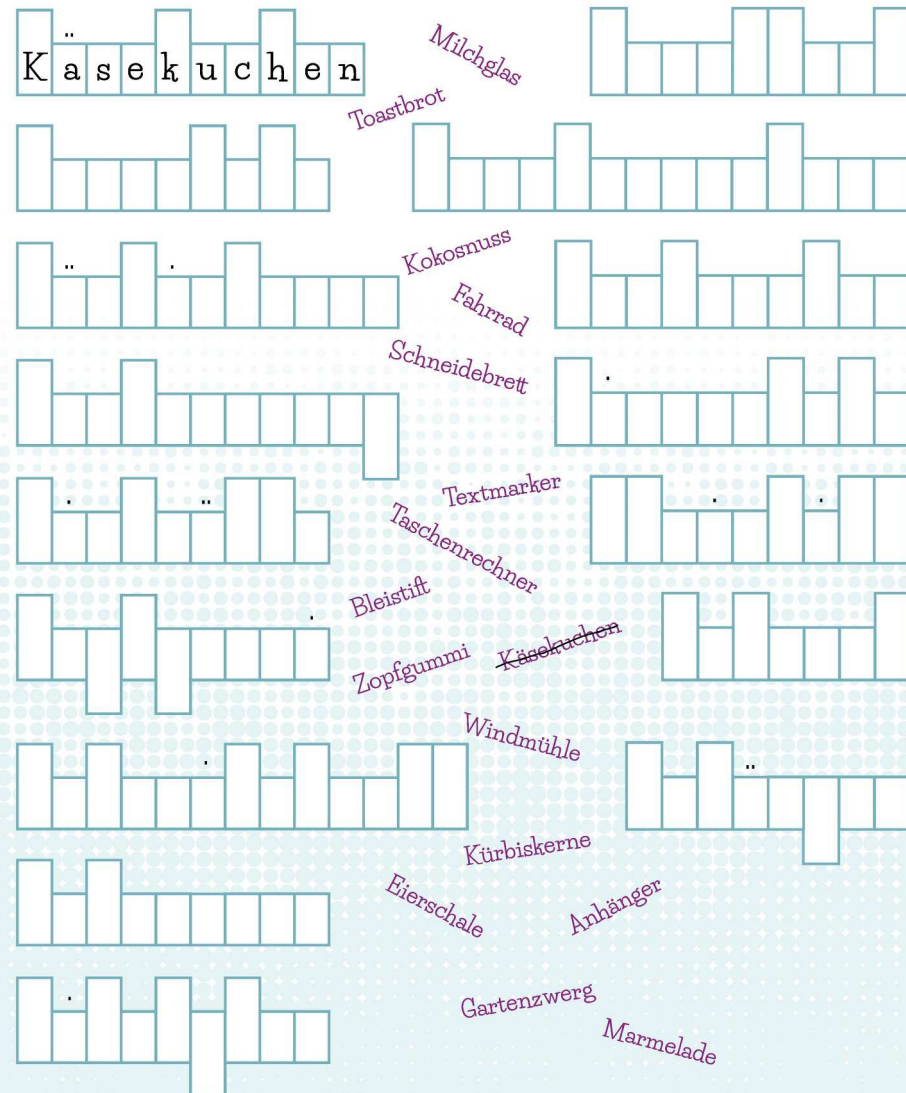 Käsekuchen
Milchglas
Toastbrot
Kokosnuss
Fahrrad
Schneidebrett
Textmarker
Taschenrechner
Bleistift
Käsekuchen
Zopfgummi
Windmühle
Kürbiskerne
Eierschale
Anhänger
Gartenzwerg
Marmelade